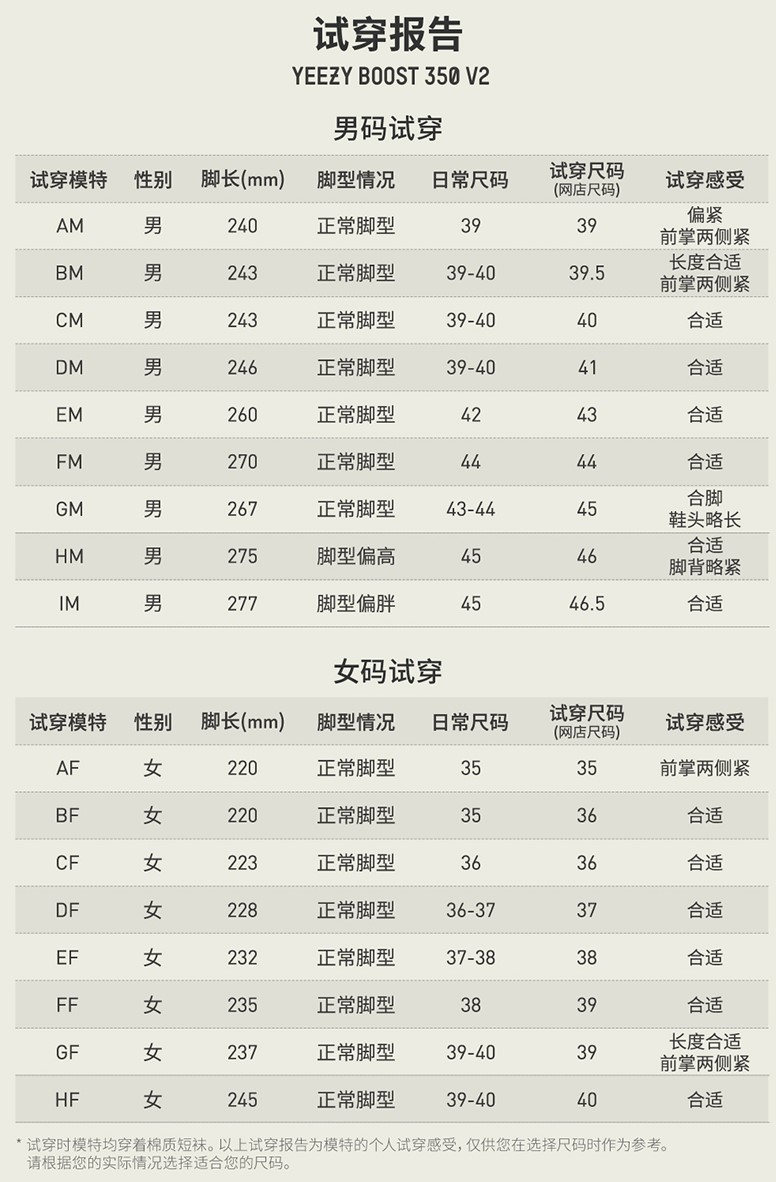 试穿报告
YEEZY BOOST 350 V2
男码试穿
试穿模特 性别 脚长(mm) 脚型情况 日常尺码 试穿尺码 (网店尺码) 试穿感受
AM 男 240 正常脚型 39 39 偏紧 前掌两侧紧
BM 男 243 正常脚型 39-40 39.5 长度合适 前掌两侧紧
CM 男 243 正常脚型 39-40 40 合适
DM 男 246 正常脚型 39-40 41 合适
EM 男 260 正常脚型 42 43 合适
FM 男 270 正常脚型 44 44 合适
GM 男 267 正常脚型 43-44 45 合脚 鞋头略长
HM 男 275 脚型偏高 45 46 合适 脚背略紧
IM 男 277 脚型偏胖 45 46.5 合适
女码试穿
试穿模特 性别 脚长(mm) 脚型情况 日常尺码 试穿尺码 (网店尺码) 试穿感受
AF 女 220 正常脚型 35 35 前掌两侧紧
BF 女 220 正常脚型 35 36 合适
CF 女 223 正常脚型 36 36 合适
DF 女 228 正常脚型 36-37 37 合适
EF 女 232 正常脚型 37-38 38 合适
FF 女 235 正常脚型 38 39 合适
GF 女 237 正常脚型 39-40 39 长度合适 前掌两侧紧
HF 女 245 正常脚型 39-40 40 合适
* 试穿时模特均穿着棉质短袜。以上试穿报告为模特的个人试穿感受，仅供您在选择尺码时作为参考。
请根据您的实际情况选择适合您的尺码。